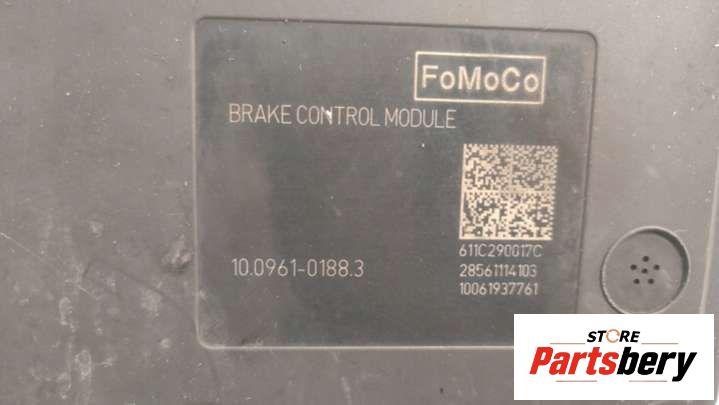 FoMoCo
BRAKE CONTROL MODULE
611C290017C
10.0961-0188.3
28561114103
10061937761
STORE
Partsbery